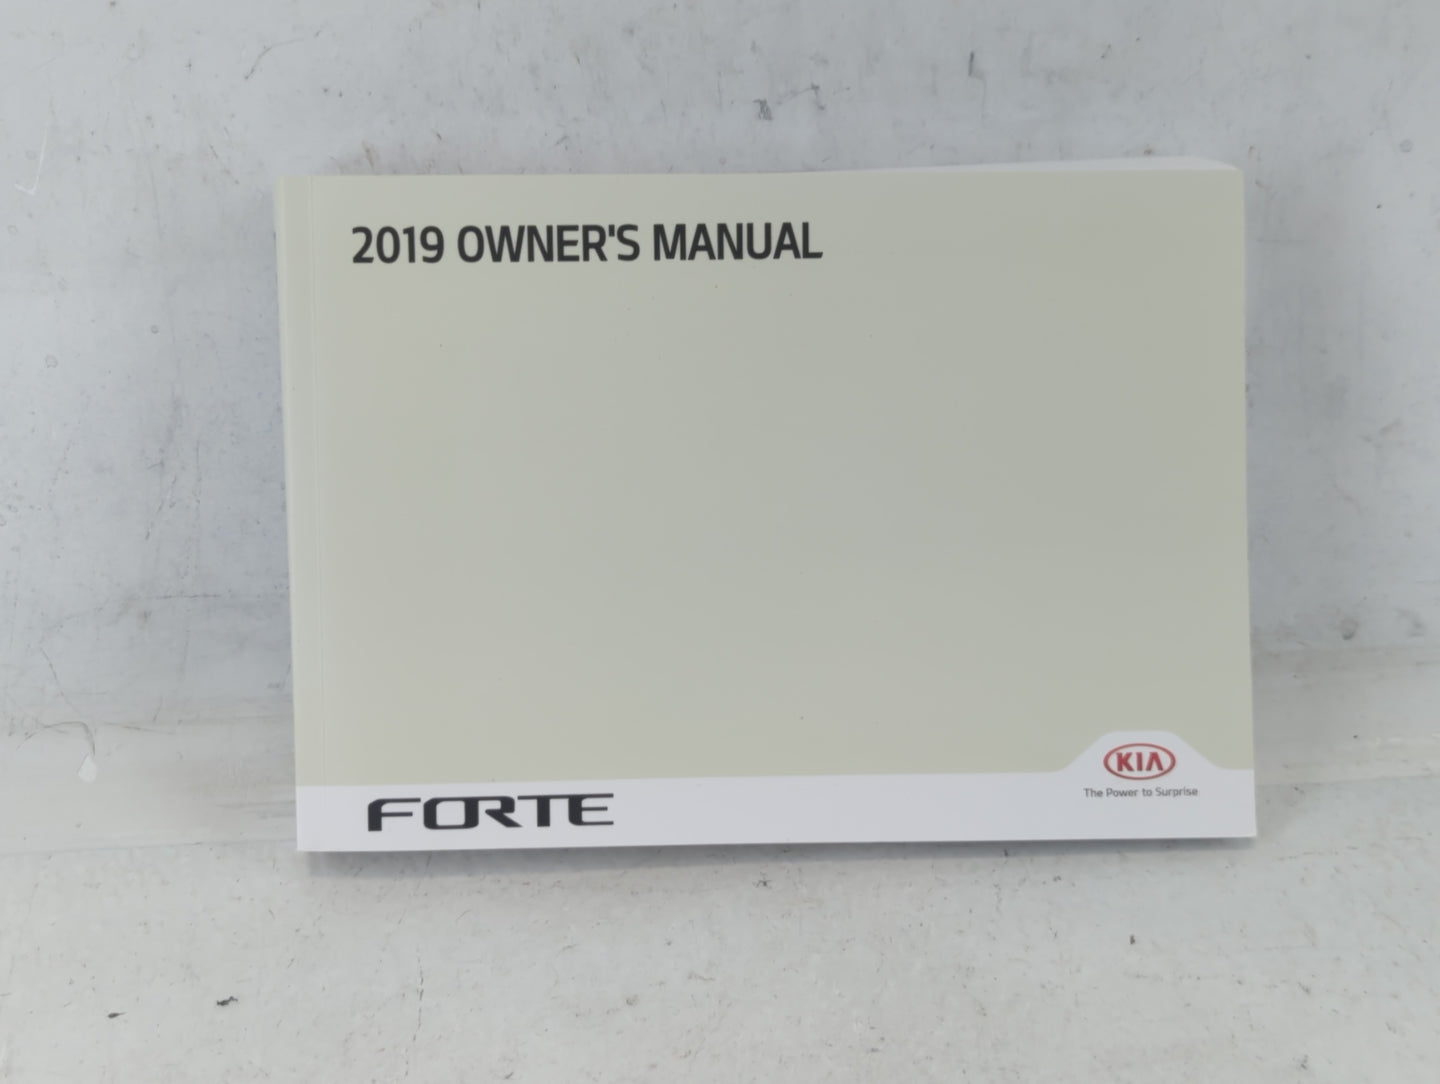 2019 OWNER'S MANUAL
KIA
The Power to Surprise
FORTE